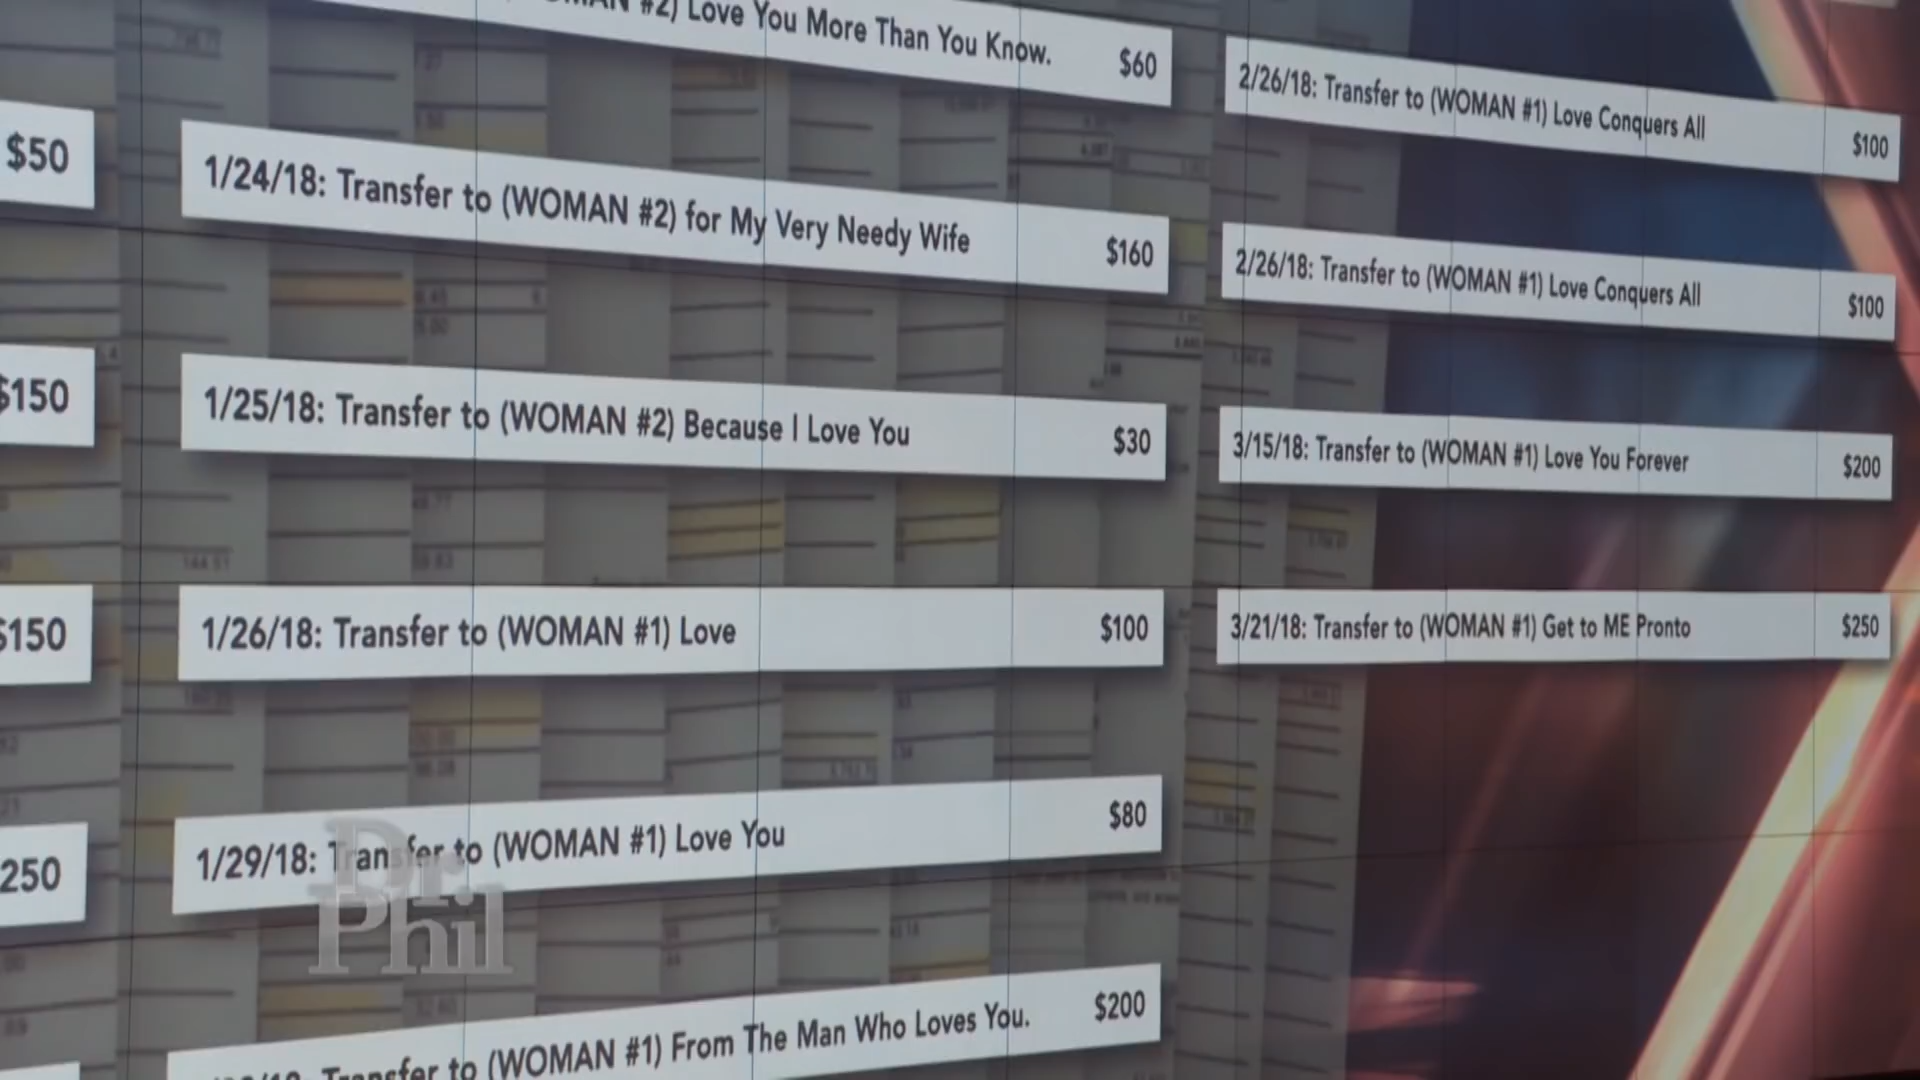 #2) Love You More Than You Know. $60
$50
1/24/18: Transfer to (WOMAN #2) for My Very Needy Wife $160
$150
1/25/18: Transfer to (WOMAN #2) Because I Love You $30
$150
1/26/18: Transfer to (WOMAN #1) Love $100
250
1/29/18: Transfer to (WOMAN #1) Love You $80
Transfer to (WOMAN #1) From The Man Who Loves You. $200
2/26/18: Transfer to (WOMAN #1) Love Conquers All $100
2/26/18: Transfer to (WOMAN #1) Love Conquers All $100
3/15/18: Transfer to (WOMAN #1) Love You Forever $200
3/21/18: Transfer to (WOMAN #1) Get to ME Pronto $250
Dr.
Phil